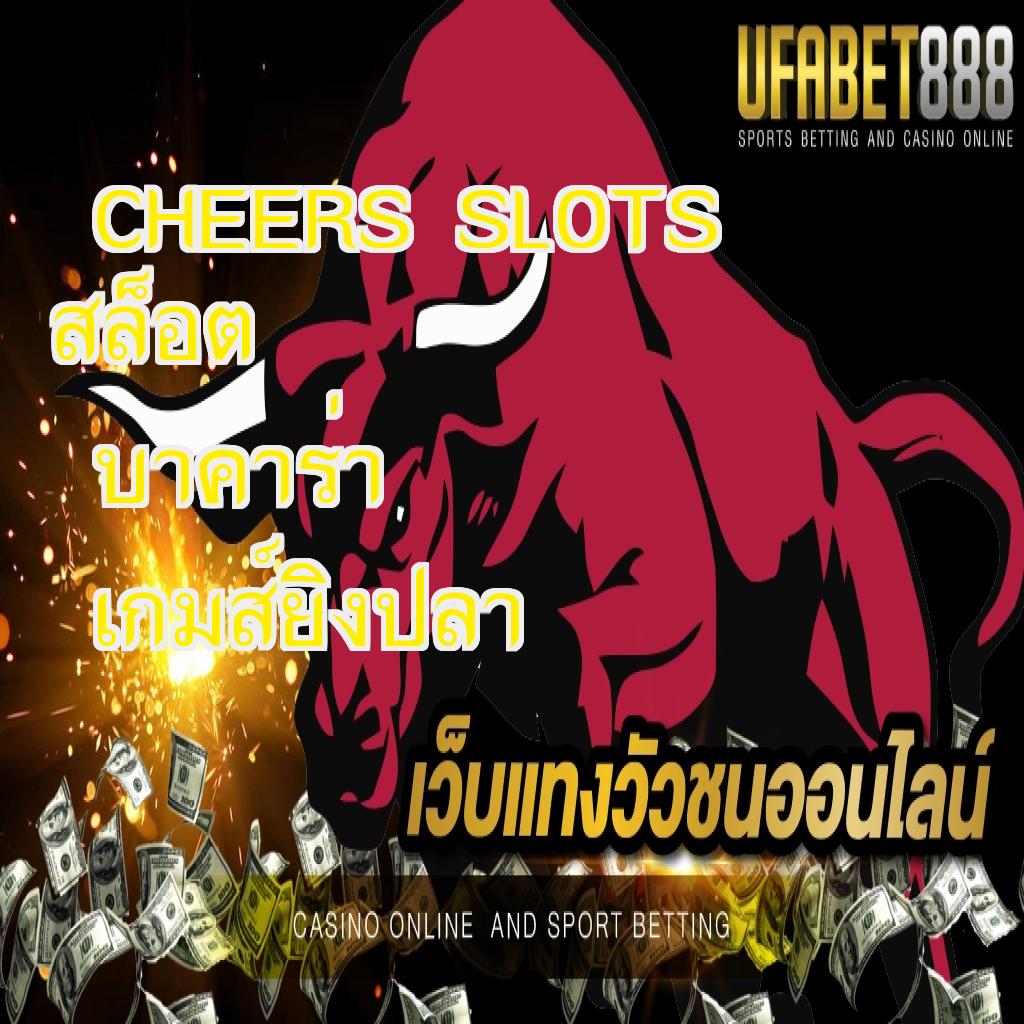 UFABET888
SPORTS BETTING AND CASINO ONLINE
CHEERS SLOTS
สล็อต
บาคาร่า
เกมส์ยิงปลา
เว็บแทงวัวชนออนไลน์
CASINO ONLINE AND SPORT BETTING